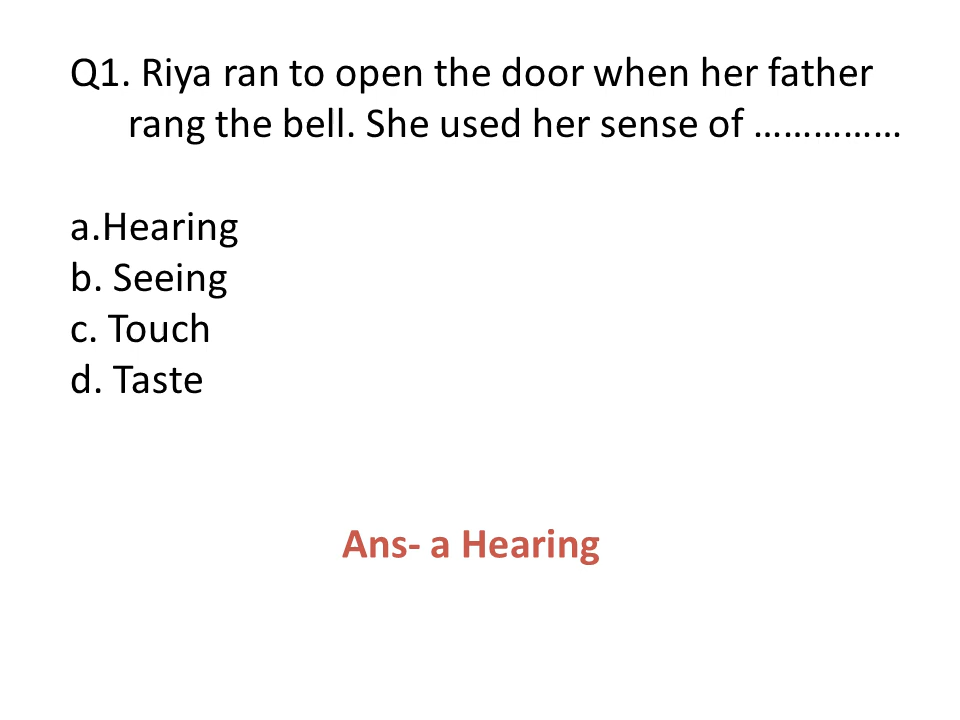 Q1. Riya ran to open the door when her father
rang the bell. She used her sense of ……………
a.Hearing
b. Seeing
c. Touch
d. Taste
Ans- a Hearing